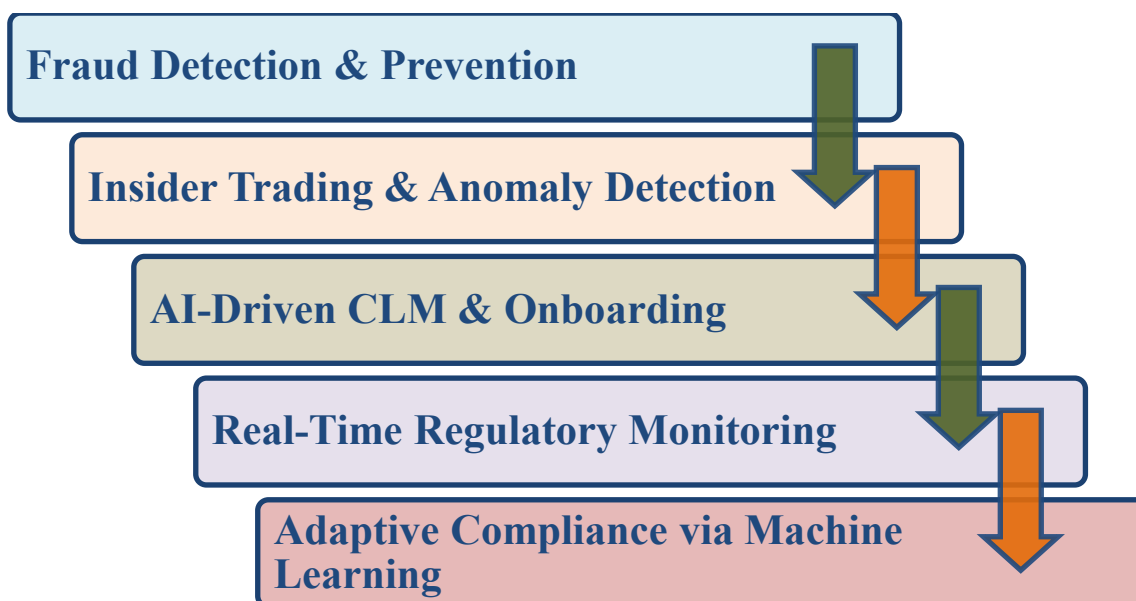 Fraud Detection & Prevention
Insider Trading & Anomaly Detection
AI-Driven CLM & Onboarding
Real-Time Regulatory Monitoring
Adaptive Compliance via Machine
Learning